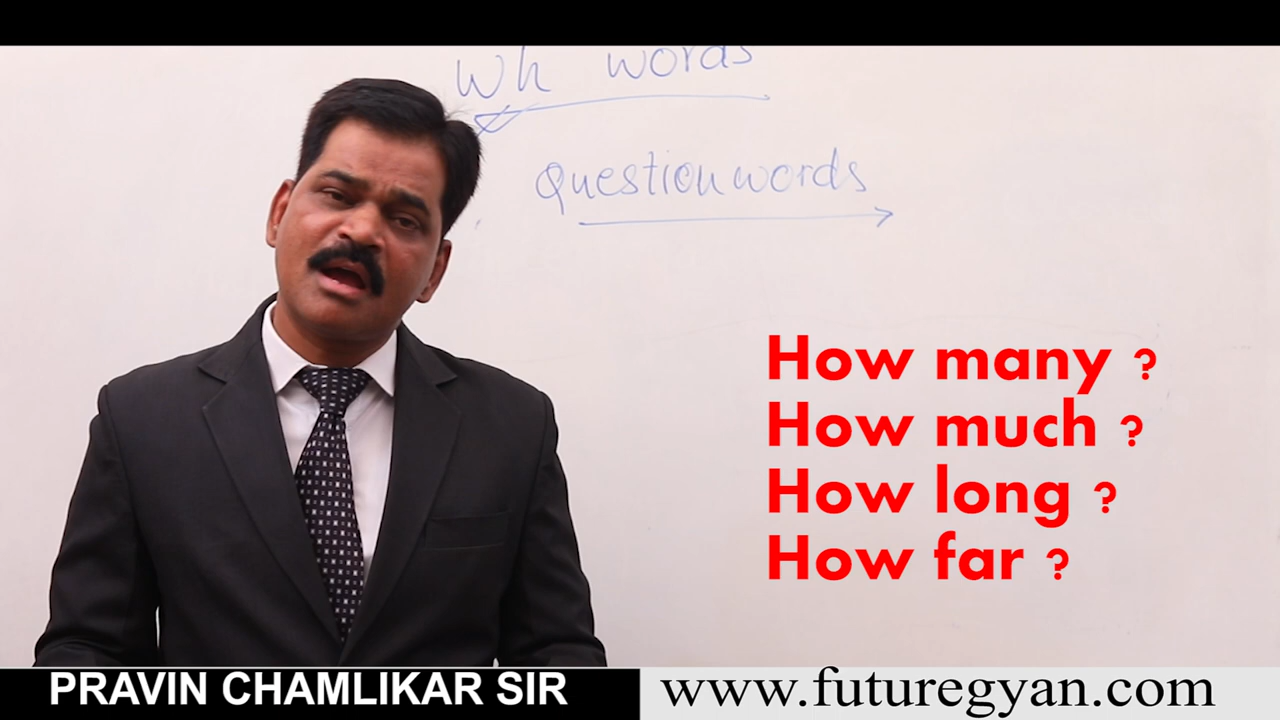 Wh words
Question words
How many ?
How much ?
How long ?
How far ?
PRAVIN CHAMLIKAR SIR
www.futuregyan.com